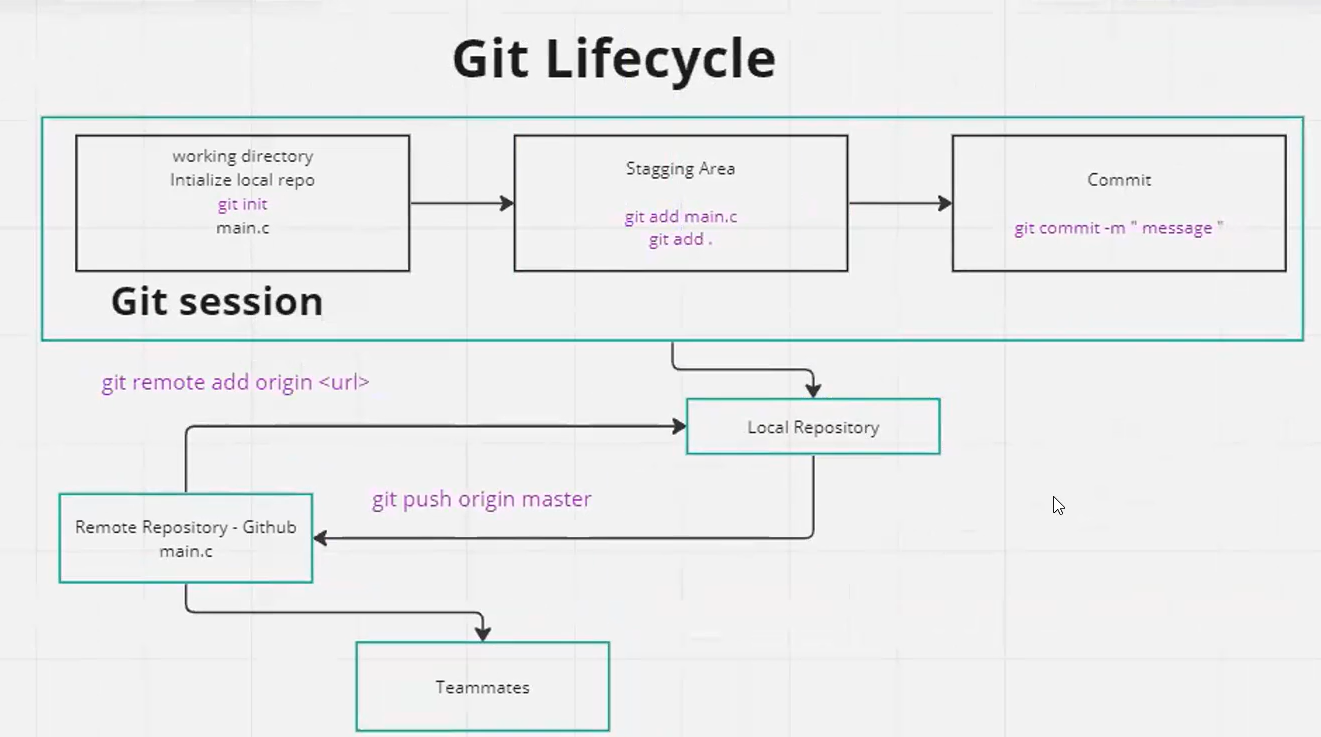 Git Lifecycle
working directory
Intialize local repo
git init
main.c
Stagging Area
git add main.c
git add .
Commit
git commit -m " message "
Git session
git remote add origin <url>
Local Repository
git push origin master
Remote Repository - Github
main.c
Teammates